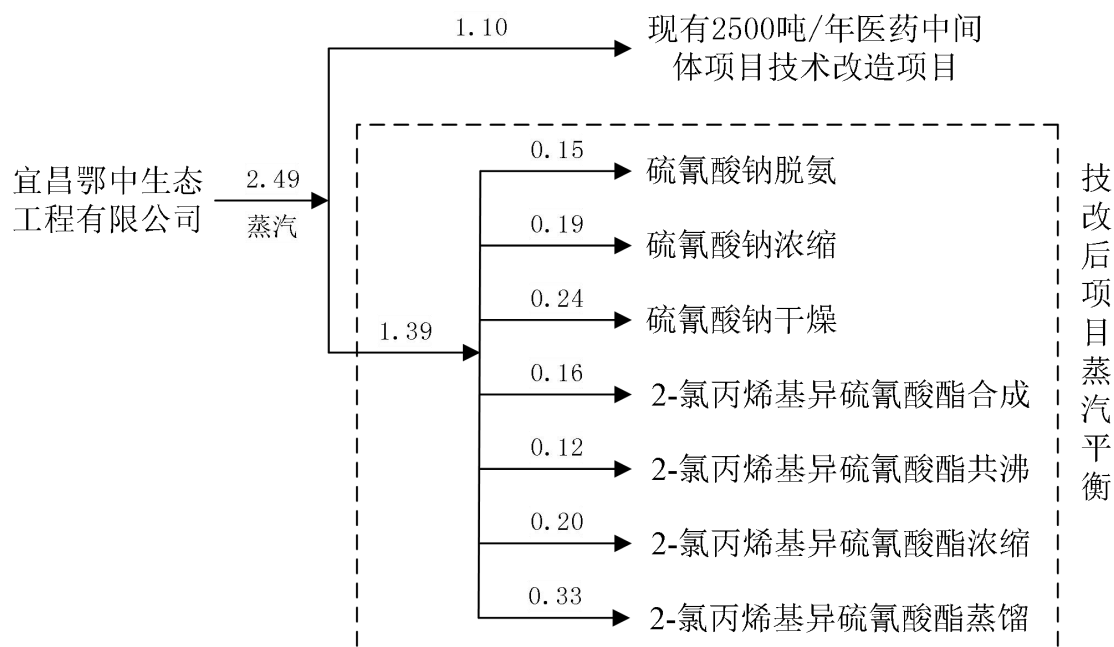 1.10
现有2500吨/年医药中间
体项目技术改造项目
宜昌鄂中生态
工程有限公司
2.49
蒸汽
1.39
0.15
硫氰酸钠脱氨
0.19
硫氰酸钠浓缩
0.24
硫氰酸钠干燥
0.16
2-氯丙烯基异硫氰酸酯合成
0.12
2-氯丙烯基异硫氰酸酯共沸
0.20
2-氯丙烯基异硫氰酸酯浓缩
0.33
2-氯丙烯基异硫氰酸酯蒸馏
技改后项目蒸汽平衡